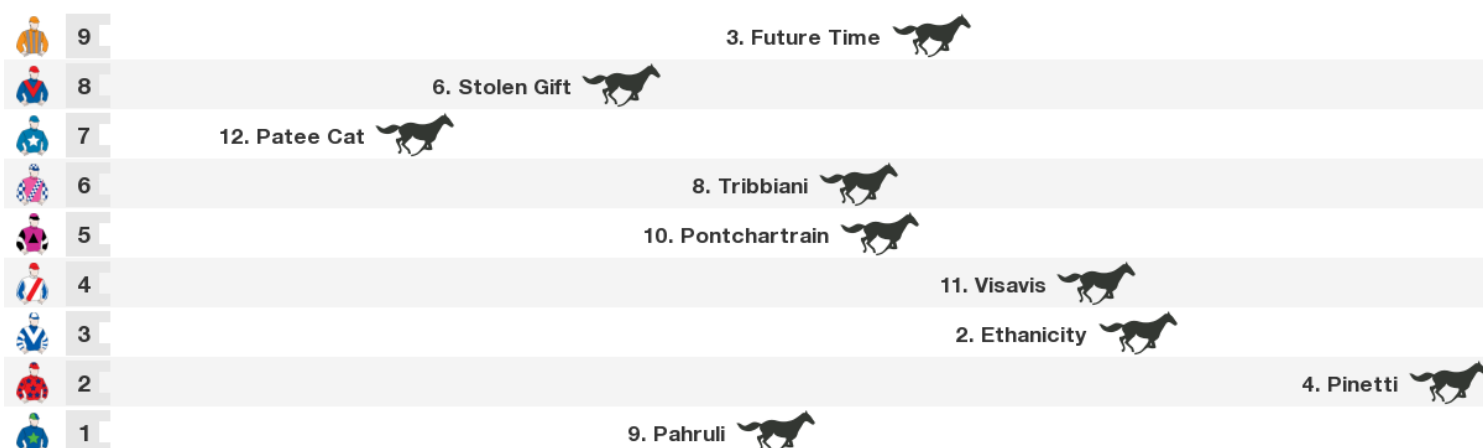 9 3. Future Time
8 6. Stolen Gift
7 12. Patee Cat
6 8. Tribbiani
5 10. Pontchartrain
4 11. Visavis
3 2. Ethanicity
2 4. Pinetti
1 9. Pahruli